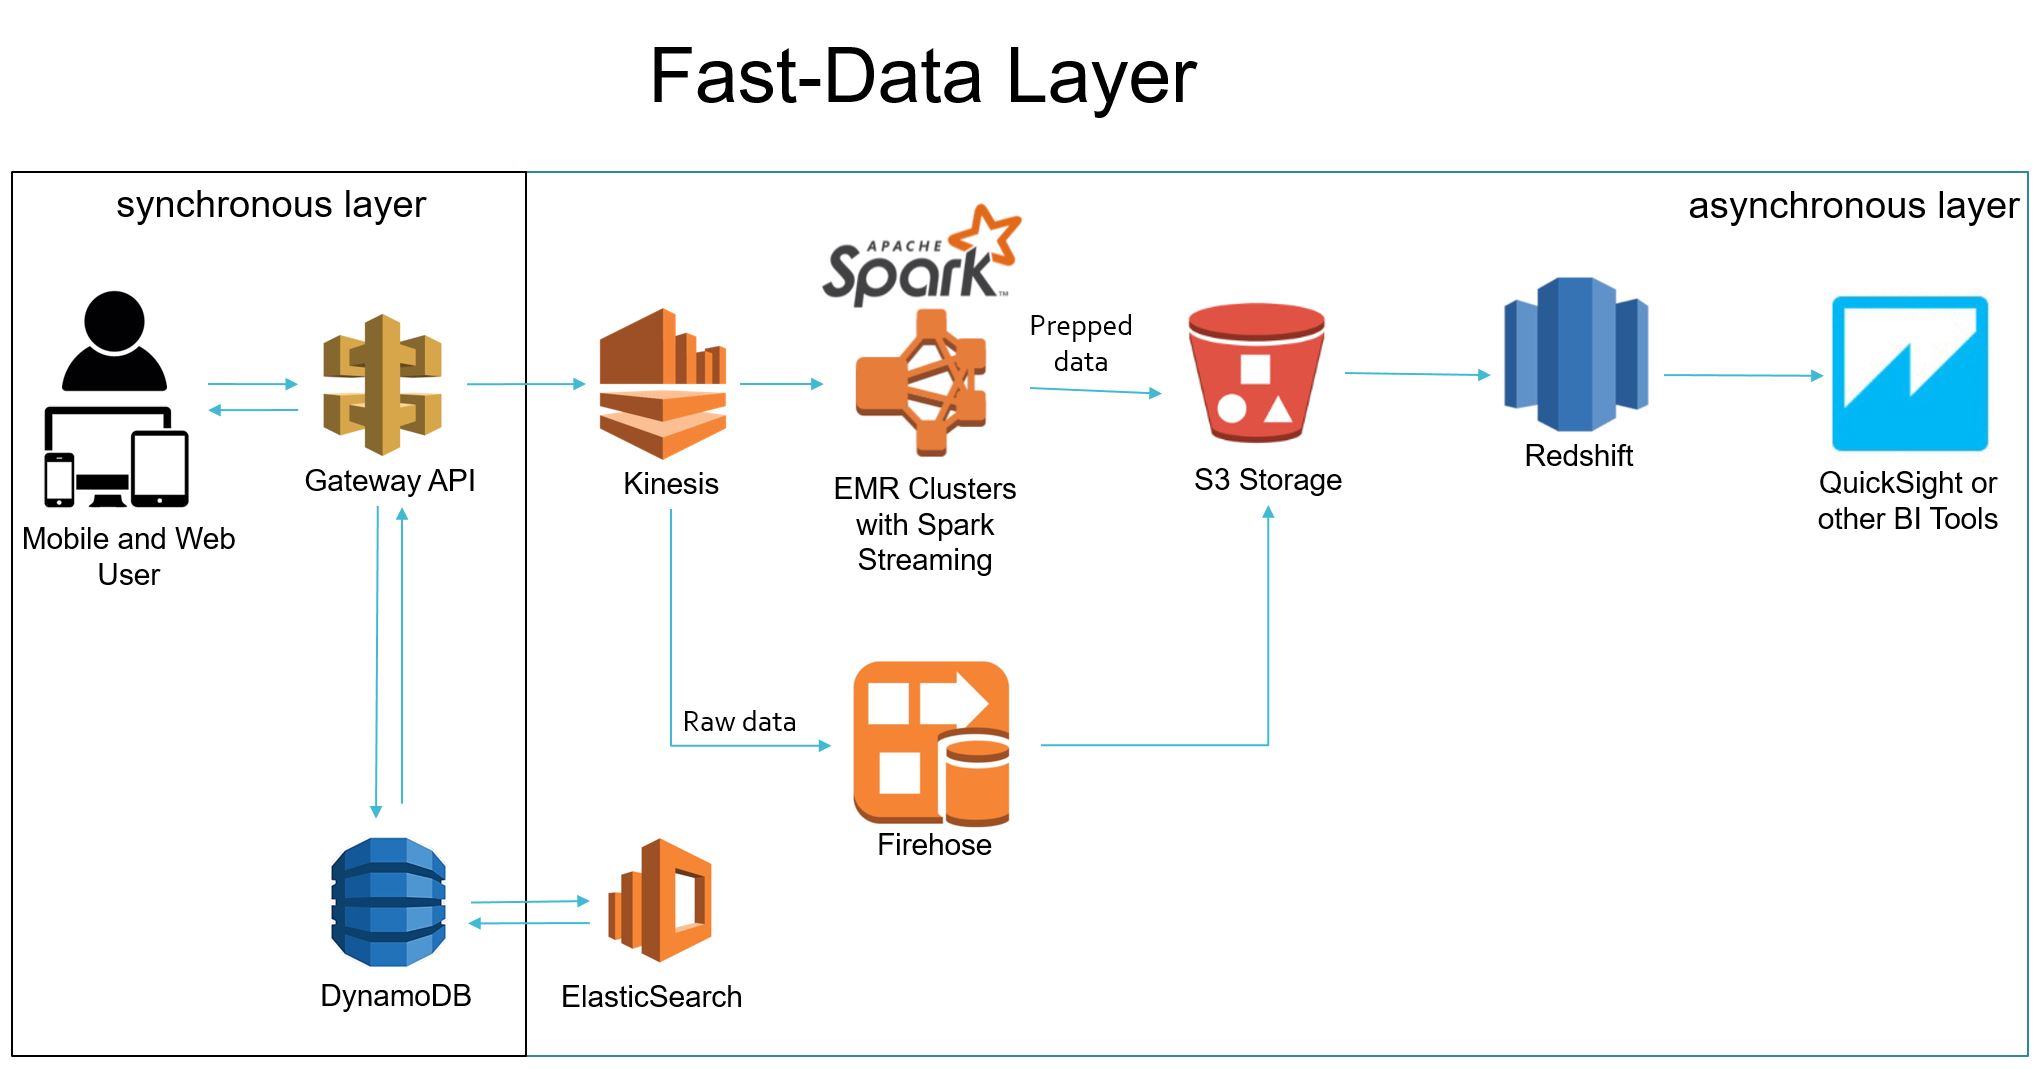 Fast-Data Layer
synchronous layer
asynchronous layer
APACHE
Spark™
Prepped
data
Gateway API
Kinesis
EMR Clusters
with Spark
Streaming
S3 Storage
Redshift
QuickSight or
other BI Tools
Mobile and Web
User
Raw data
Firehose
DynamoDB
ElasticSearch